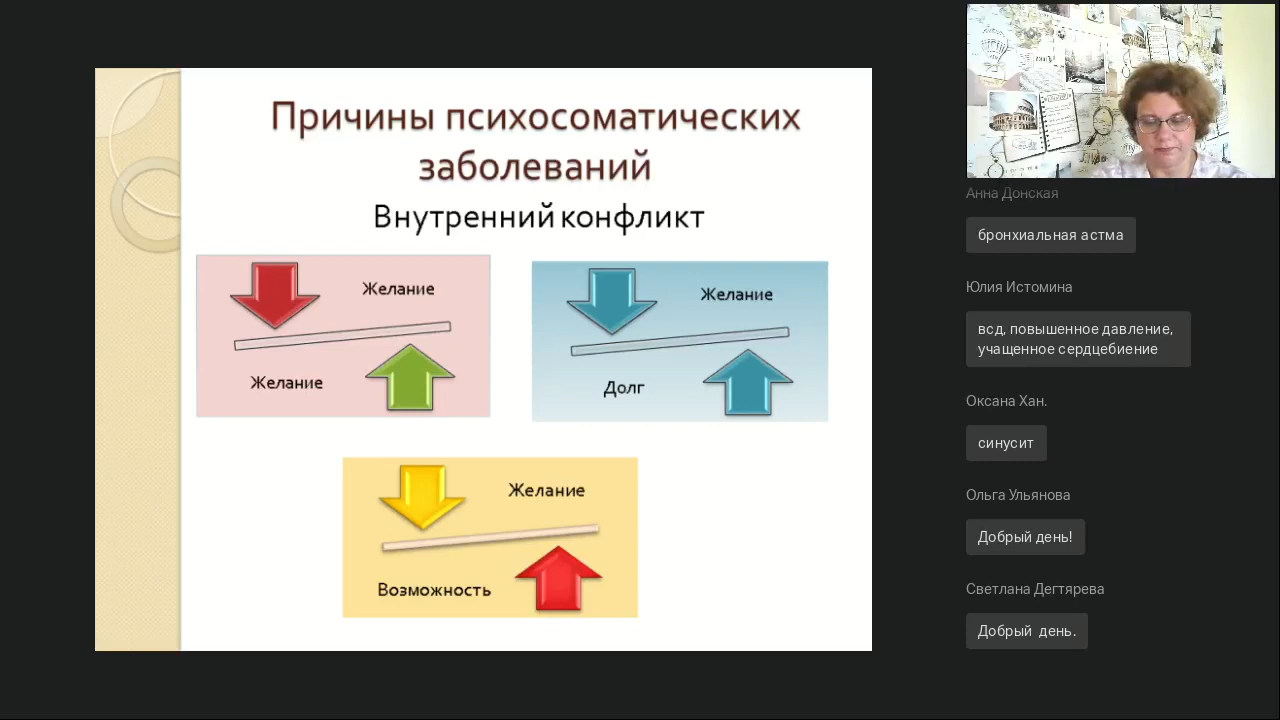 Причины психосоматических
заболеваний
Внутренний конфликт
Желание
Желание
Желание
Долг
Желание
Возможность
Анна Донская
бронхиальная астма
Юлия Истомина
всд, повышенное давление,
учащенное сердцебиение
Оксана Хан.
синусит
Ольга Ульянова
Добрый день!
Светлана Дегтярева
Добрый день.